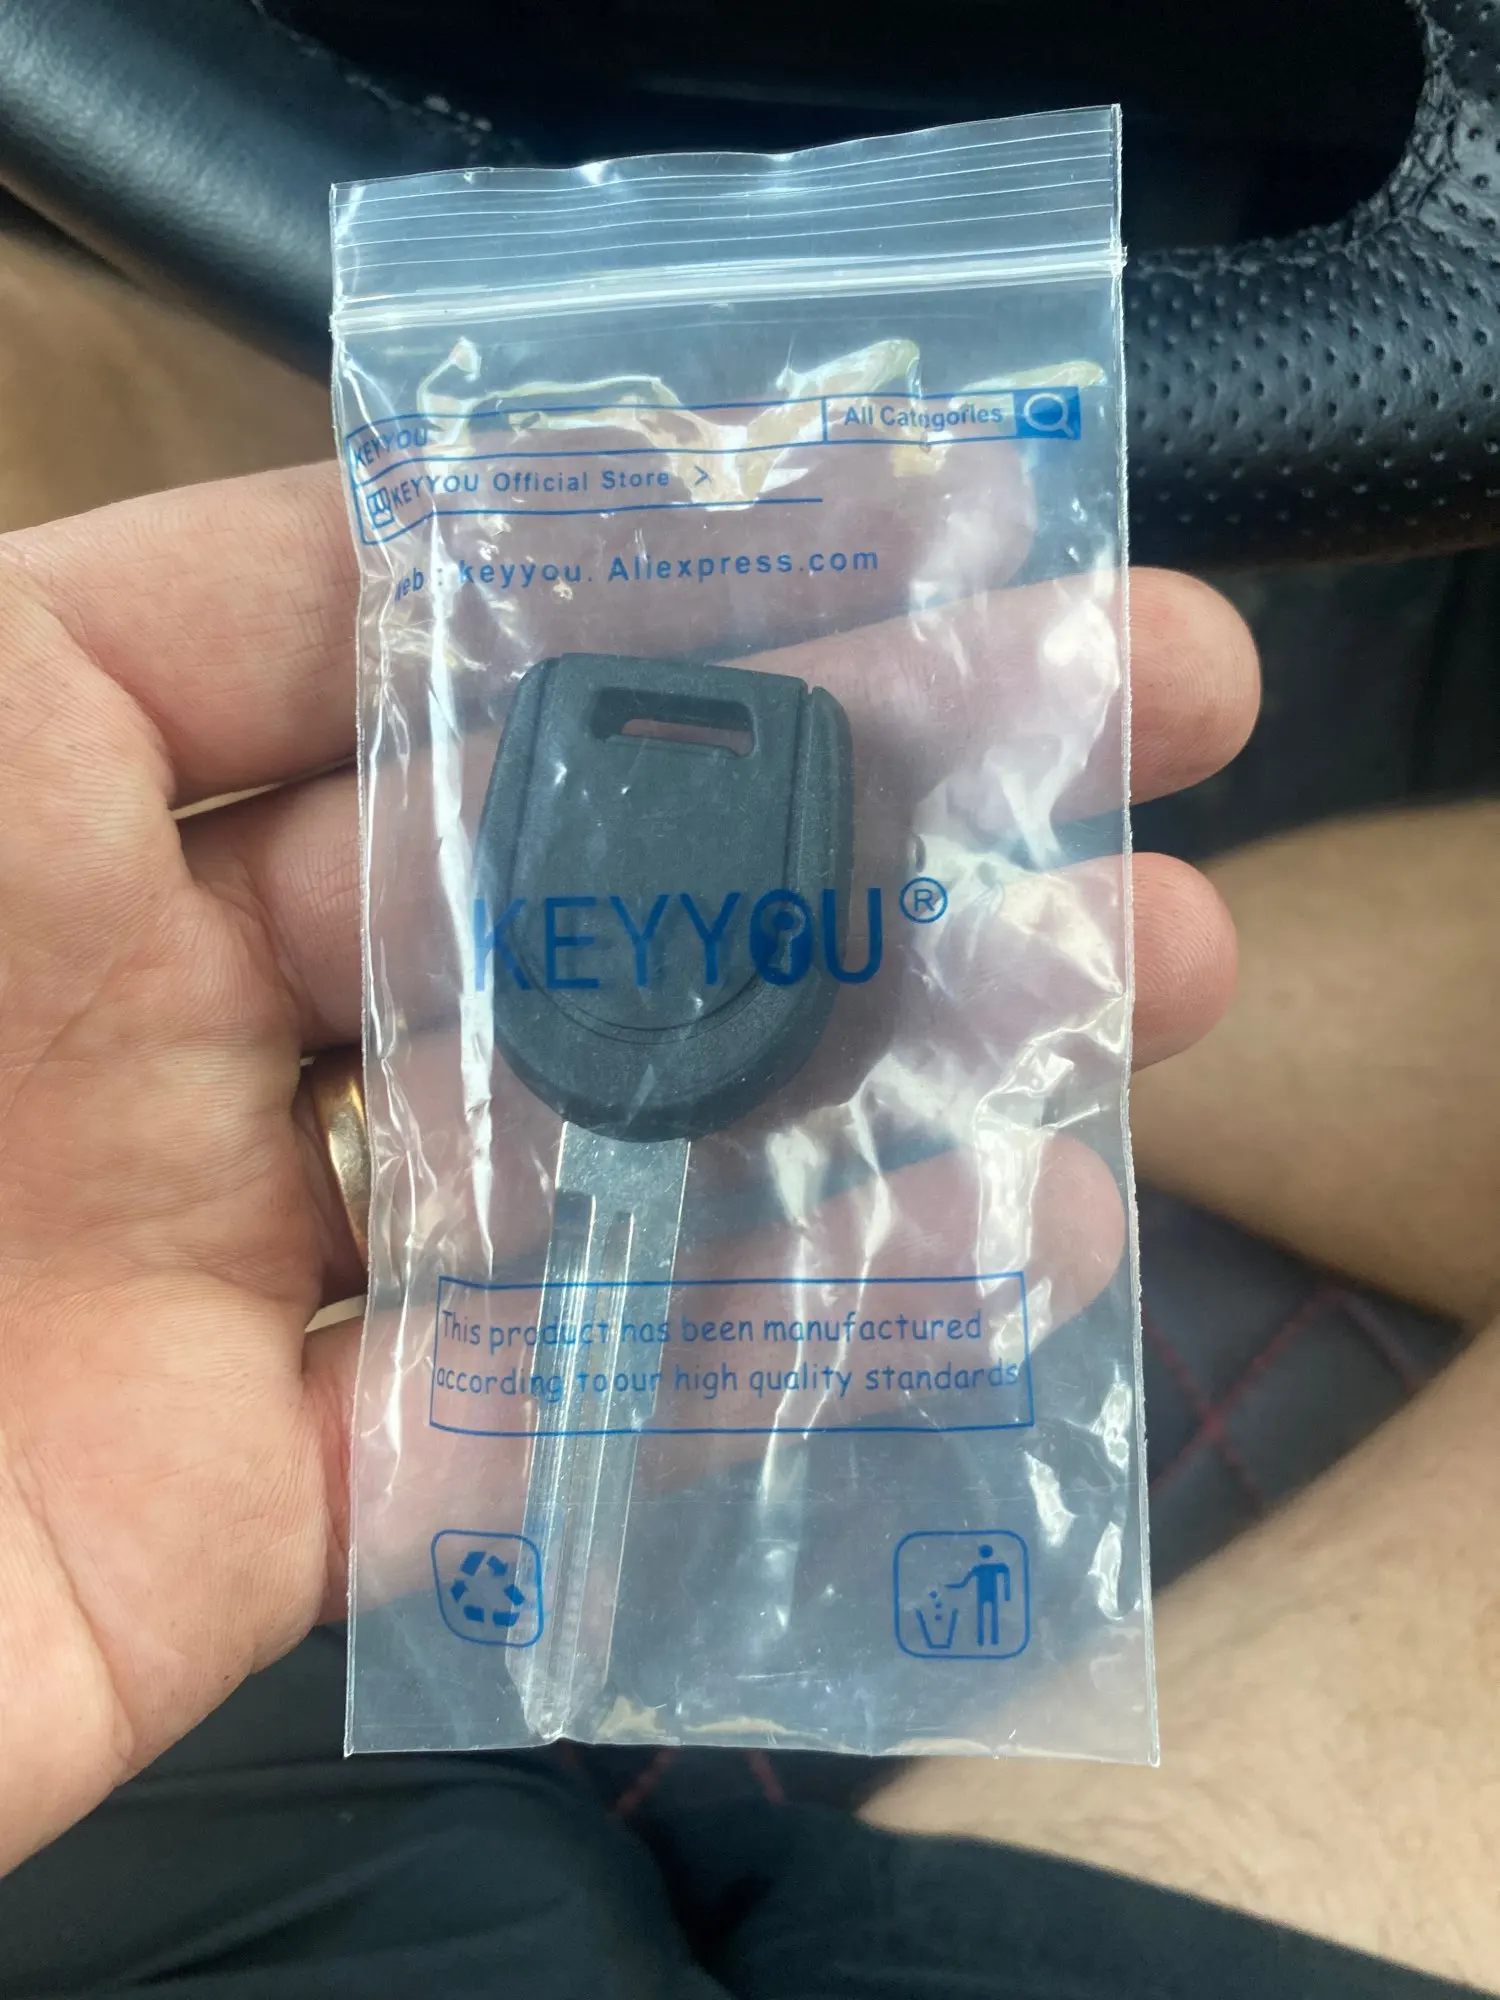 KEYYOU All Categories
KEYYOU Official Store >
Web : keyyou. Aliexpress.com
KEYYOU®
This product has been manufactured
according to our high quality standards